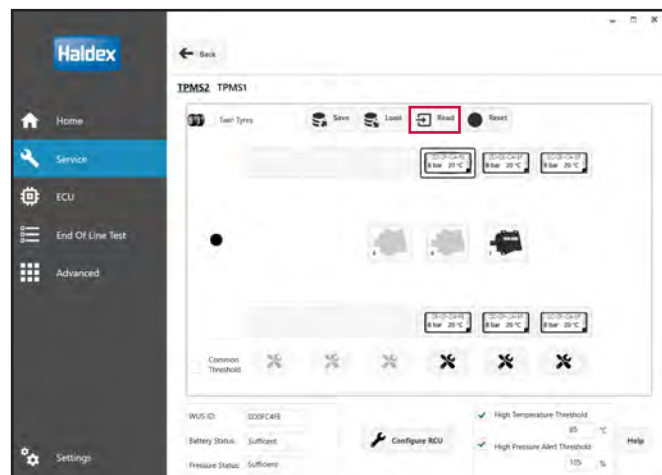 Haldex
Back
TPMS2 TPMS1
Home
Twin Tyres
Save
Load
Read
Reset
Service
8 bar 20 °C
8 bar 20 °C
8 bar 20 °C
ECU
End Of Line Test
Advanced
8 bar 20 °C
8 bar 20 °C
8 bar 20 °C
Common
Threshold
WUS ID:
0D0FC4FE
High Temperature Threshold
85 °C
Battery Status:
Sufficent
Configure RCU
High Pressure Alert Threshold
Help
Settings
Pressure Status:
Sufficent
105 %